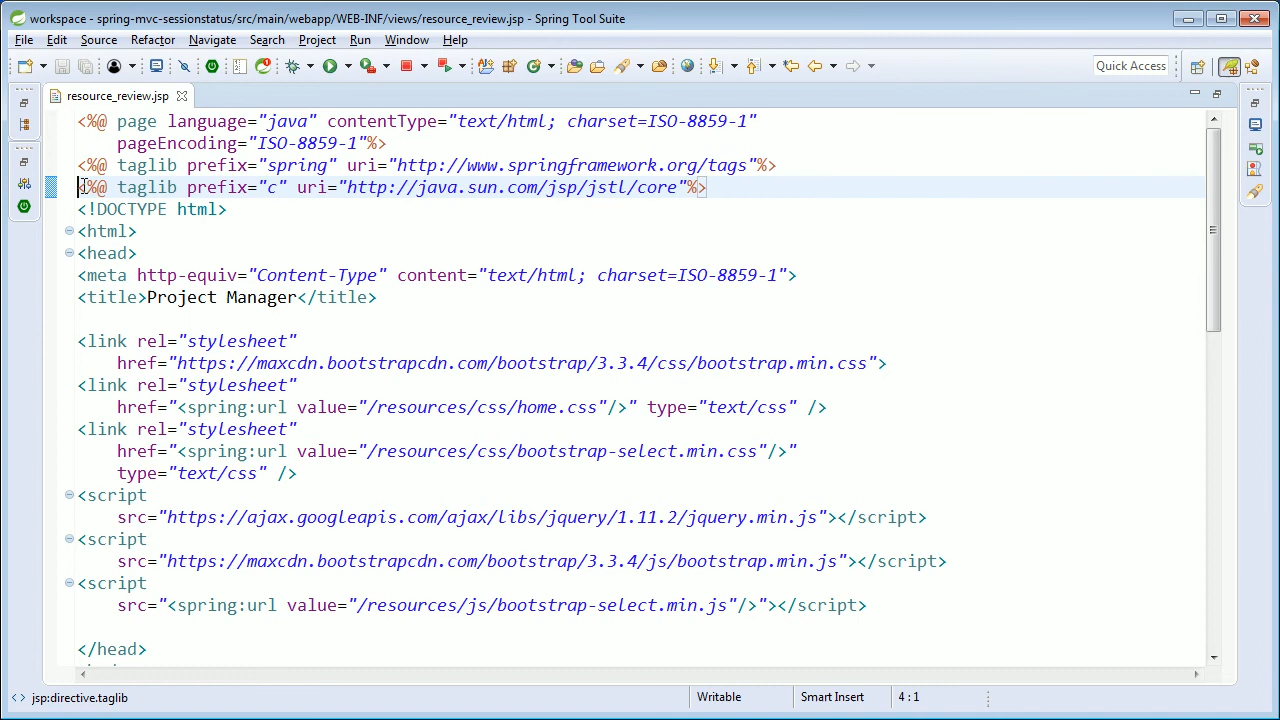 workspace - spring-mvc-sessionstatus/src/main/webapp/WEB-INF/views/resource_review.jsp - Spring Tool Suite
File Edit Source Refactor Navigate Search Project Run Window Help
Quick Access
resource_review.jsp
<%@ page language="java" contentType="text/html; charset=ISO-8859-1"
pageEncoding="ISO-8859-1"%>
<%@ taglib prefix="spring" uri="http://www.springframework.org/tags"%>
<%@ taglib prefix="c" uri="http://java.sun.com/jsp/jstl/core"%>
<!DOCTYPE html>
<html>
<head>
<meta http-equiv="Content-Type" content="text/html; charset=ISO-8859-1">
<title>Project Manager</title>
<link rel="stylesheet"
href="https://maxcdn.bootstrapcdn.com/bootstrap/3.3.4/css/bootstrap.min.css">
<link rel="stylesheet"
href="<spring:url value="/resources/css/home.css"/>" type="text/css" />
<link rel="stylesheet"
href="<spring:url value="/resources/css/bootstrap-select.min.css"/>"
type="text/css" />
<script
src="https://ajax.googleapis.com/ajax/libs/jquery/1.11.2/jquery.min.js"></script>
<script
src="https://maxcdn.bootstrapcdn.com/bootstrap/3.3.4/js/bootstrap.min.js"></script>
<script
src="<spring:url value="/resources/js/bootstrap-select.min.js"/>"></script>
</head>
<> jsp:directive.taglib Writable Smart Insert 4 : 1